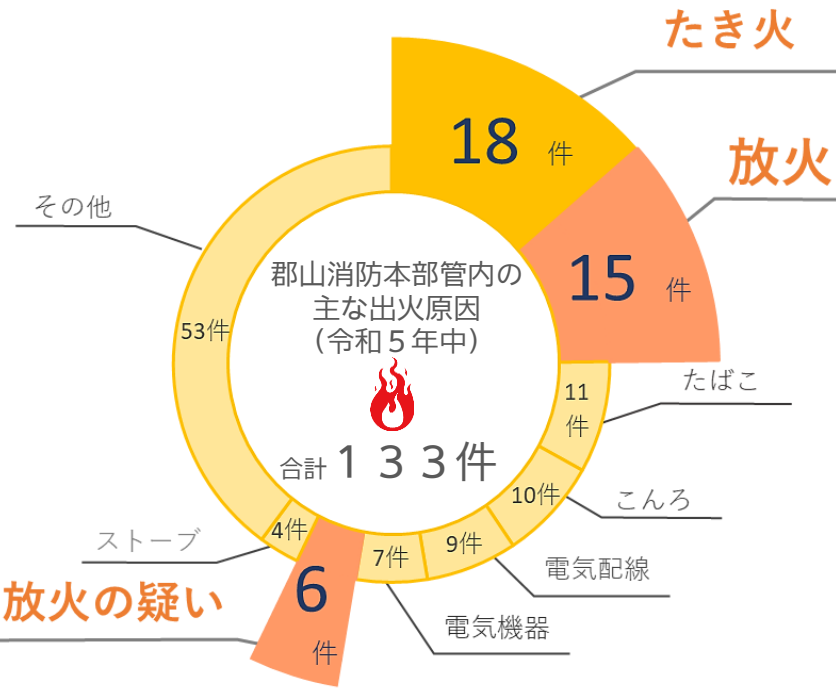 たき火
18 件
放火
15 件
たばこ
11
件
こんろ
10件
電気配線
9件
電気機器
7件
放火の疑い
6
件
ストーブ
4件
その他
53件
郡山消防本部管内の
主な出火原因
（令和５年中）
合計１３３件